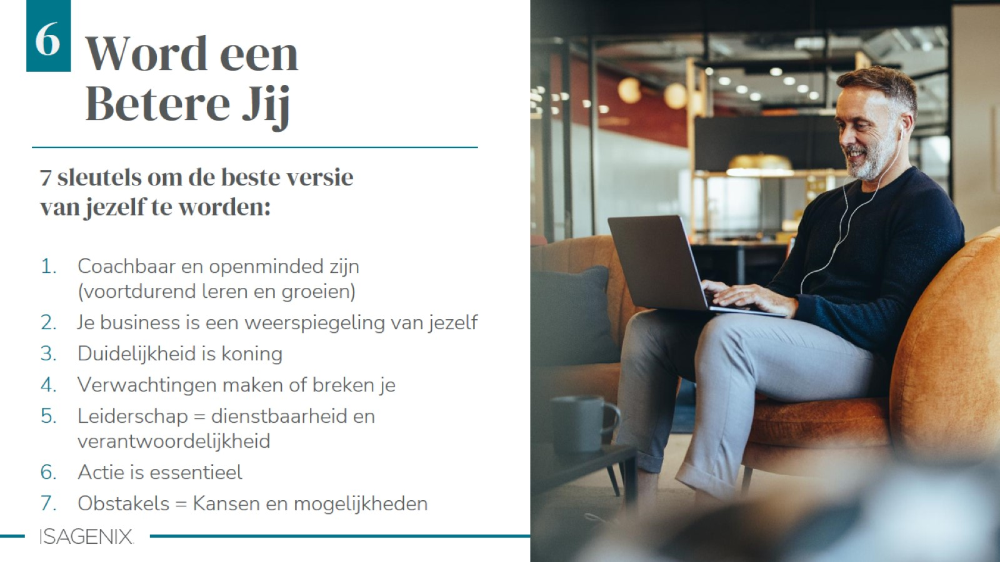 6
Word een
Betere Jij
7 sleutels om de beste versie
van jezelf te worden:
1. Coachbaar en openminded zijn
(voortdurend leren en groeien)
2. Je business is een weerspiegeling van jezelf
3. Duidelijkheid is koning
4. Verwachtingen maken of breken je
5. Leiderschap = dienstbaarheid en
verantwoordelijkheid
6. Actie is essentieel
7. Obstakels = Kansen en mogelijkheden
ISAGENIX